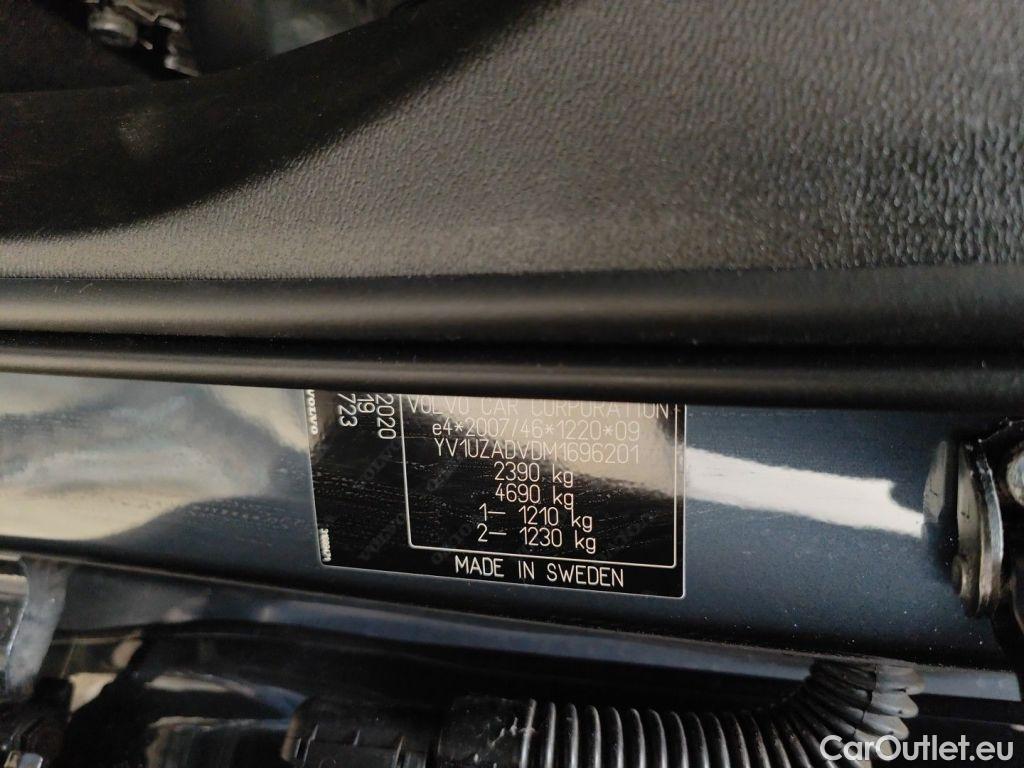 VOLVO
2020
19
723
VOLVO CAR CORPORATION
e4*2007/46*1220*09
YV1UZADVDM1696201
2390 kg
4690 kg
1– 1210 kg
2– 1230 kg
MADE IN SWEDEN
CarOutlet.eu